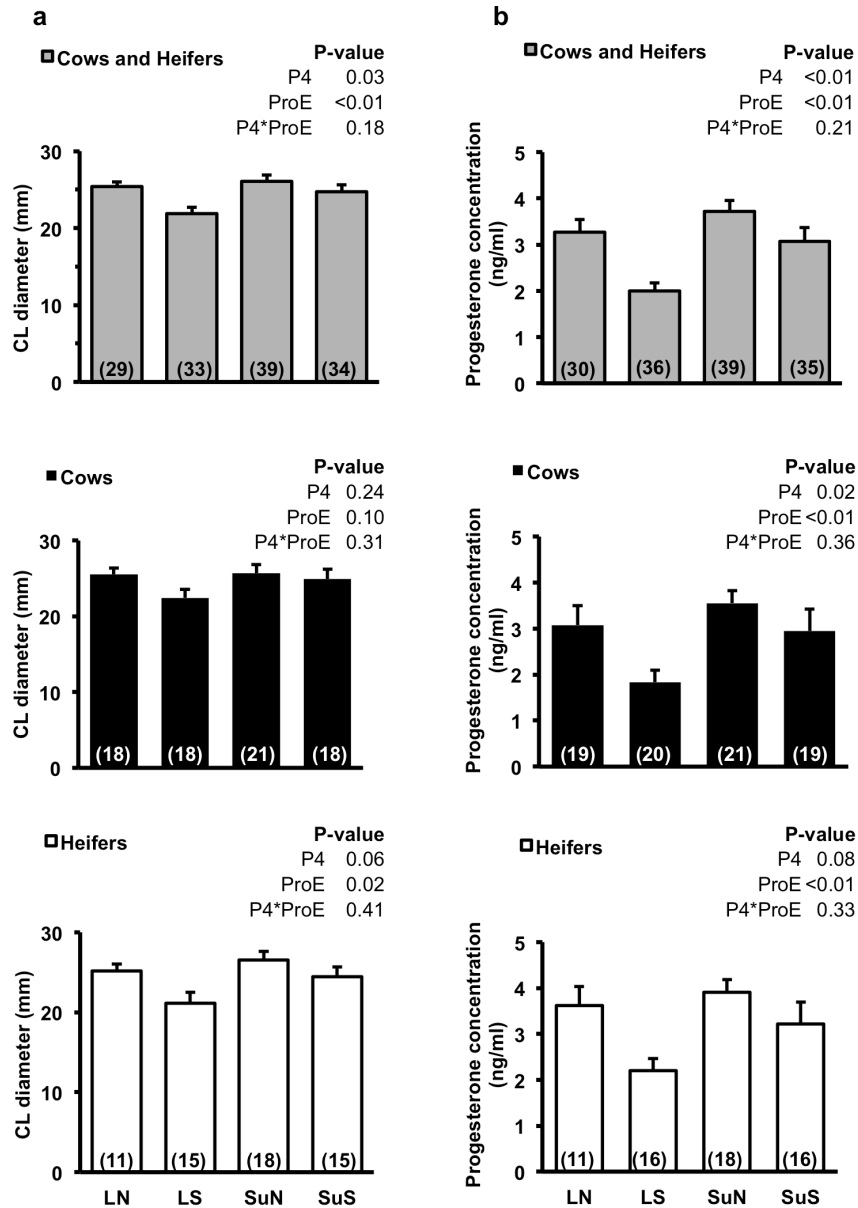 a
Cows and Heifers
P-value
P4 0.03
ProE <0.01
P4*ProE 0.18
CL diameter (mm)
30
20
10
0
(29) (33) (39) (34)
Cows
P-value
P4 0.24
ProE 0.10
P4*ProE 0.31
CL diameter (mm)
30
20
10
0
(18) (18) (21) (18)
Heifers
P-value
P4 0.06
ProE 0.02
P4*ProE 0.41
CL diameter (mm)
30
20
10
0
(11) (15) (18) (15)
LN LS SuN SuS
b
Cows and Heifers
P-value
P4 <0.01
ProE <0.01
P4*ProE 0.21
Progesterone concentration
(ng/ml)
5
4
3
2
1
0
(30) (36) (39) (35)
Cows
P-value
P4 0.02
ProE <0.01
P4*ProE 0.36
Progesterone concentration
(ng/ml)
5
4
3
2
1
0
(19) (20) (21) (19)
Heifers
P-value
P4 0.08
ProE <0.01
P4*ProE 0.33
Progesterone concentration
(ng/ml)
5
4
3
2
1
0
(11) (16) (18) (16)
LN LS SuN SuS